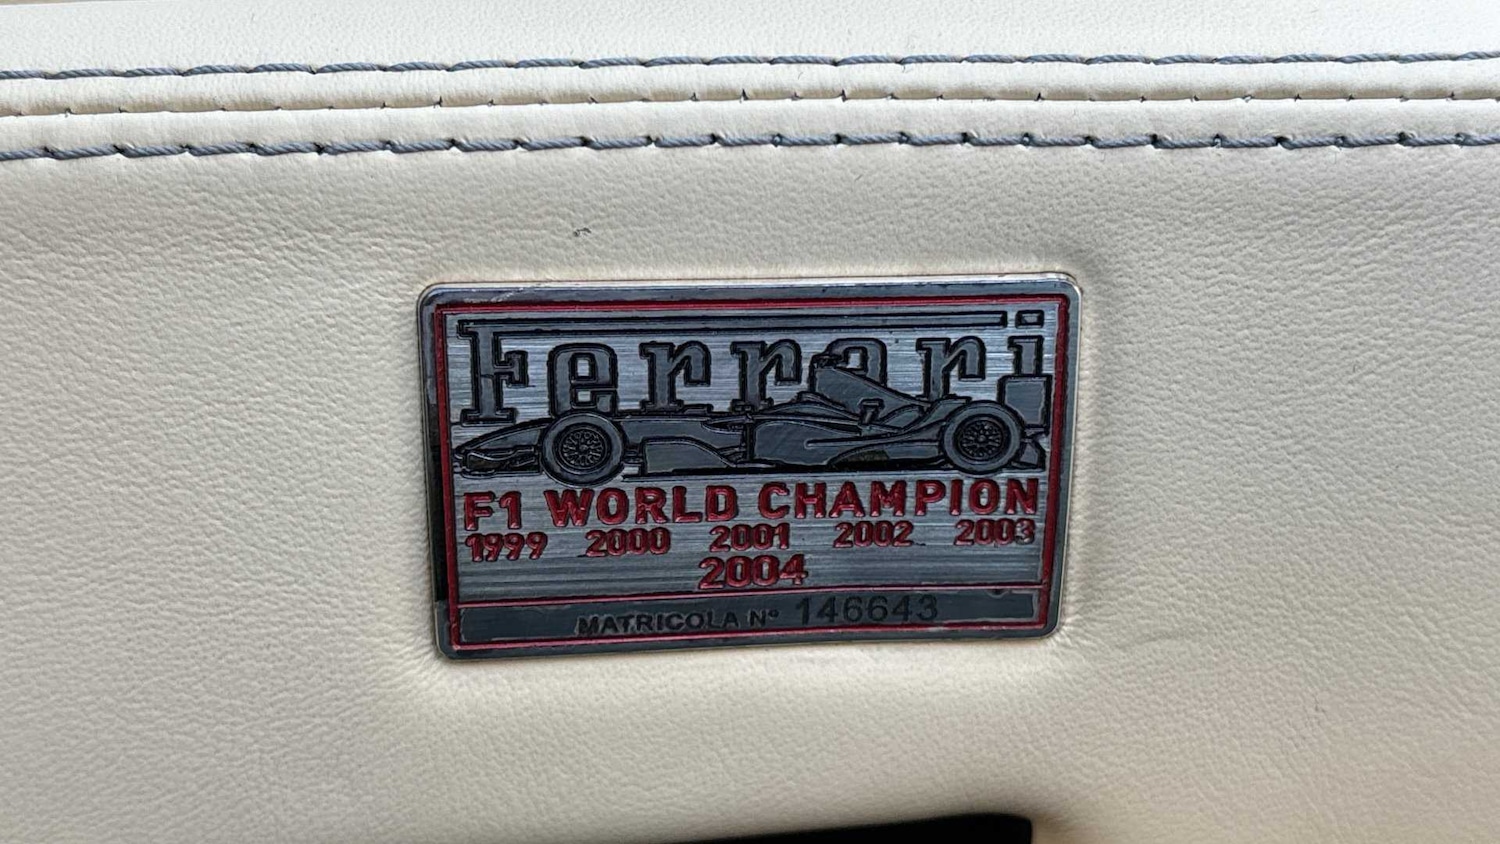 Ferrari
F1 WORLD CHAMPION
1999 2000 2001 2002 2003
2004
MATRICOLA N° 146643